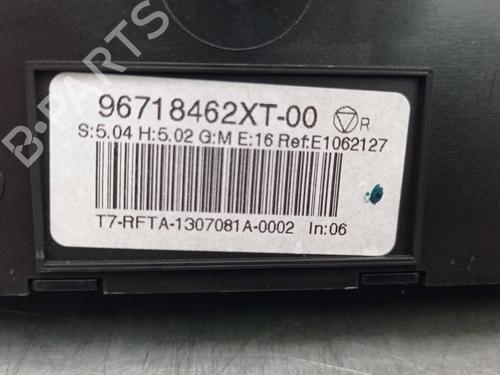 96718462XT-00 R
S:5.04 H:5.02 G:M E:16 Ref:E1062127
T7-RFTA-1307081A-0002 In:06
B-PARTS